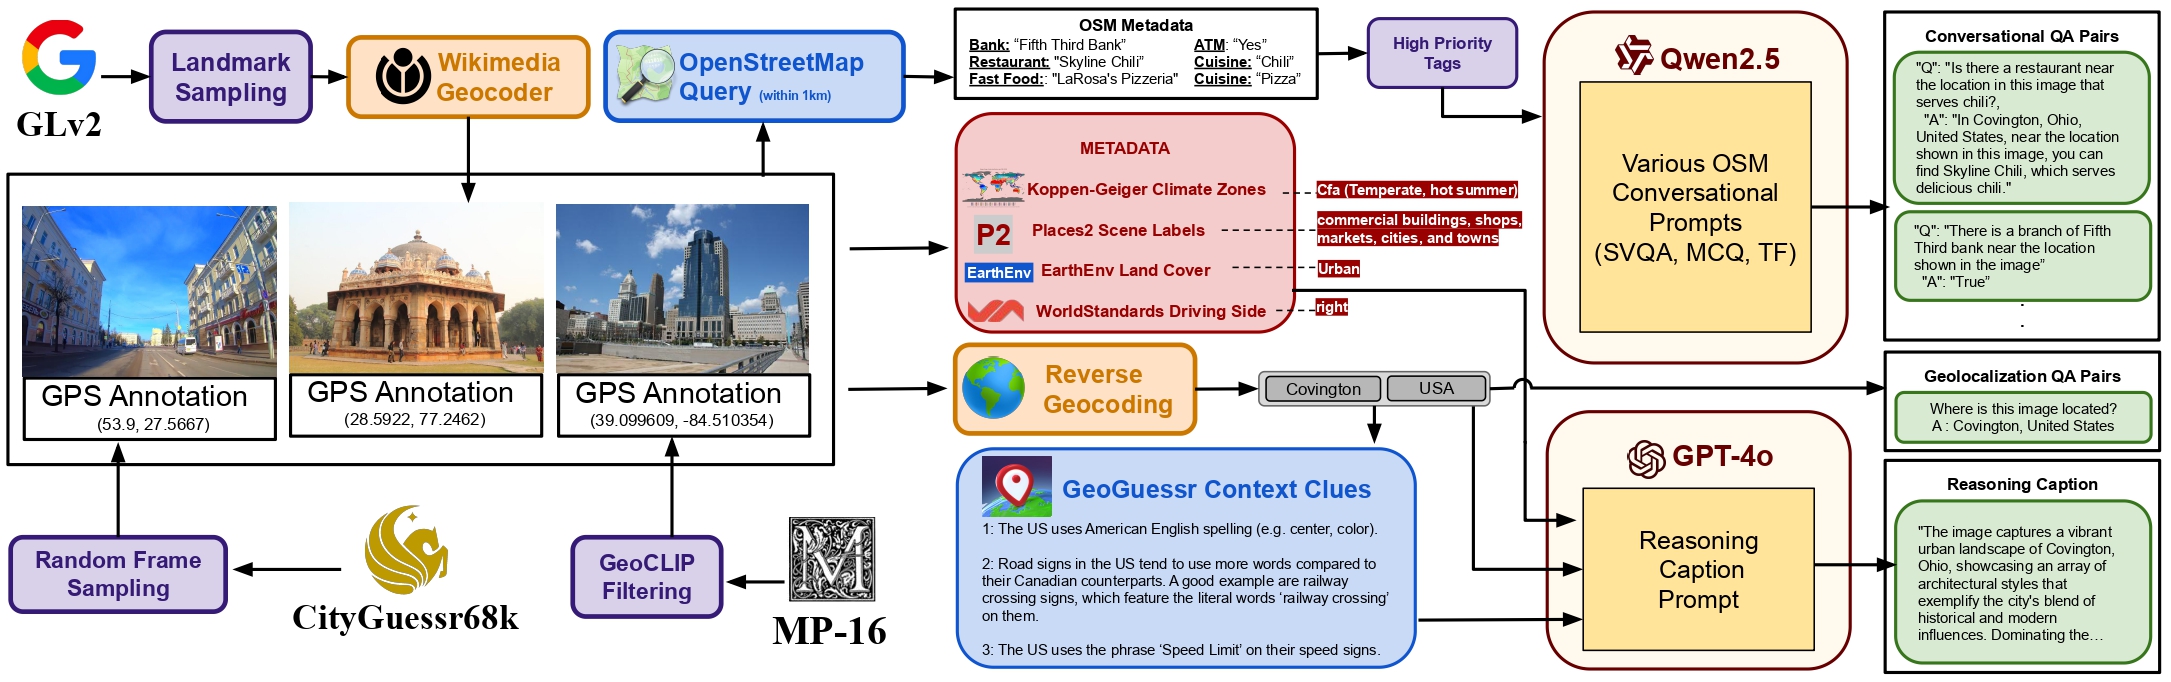 GLv2
Landmark
Sampling
Wikimedia
Geocoder
OpenStreetMap
Query (within 1km)
OSM Metadata
Bank: “Fifth Third Bank”
ATM: “Yes”
Restaurant: "Skyline Chili”
Cuisine: “Chili”
Fast Food:: "LaRosa's Pizzeria"
Cuisine: “Pizza”
High Priority
Tags
Qwen2.5
Various OSM
Conversational
Prompts
(SVQA, MCQ, TF)
Conversational QA Pairs
"Q": "Is there a restaurant near
the location in this image that
serves chili?,
"A": "In Covington, Ohio,
United States, near the location
shown in this image, you can
find Skyline Chili, which serves
delicious chili."
"Q": "There is a branch of Fifth
Third bank near the location
shown in the image”
"A": "True”
.
.
METADATA
Koppen-Geiger Climate Zones
Cfa (Temperate, hot summer)
P2
Places2 Scene Labels
commercial buildings, shops,
markets, cities, and towns
EarthEnv
EarthEnv Land Cover
Urban
WorldStandards Driving Side
right
GPS Annotation
(53.9, 27.5667)
GPS Annotation
(28.5922, 77.2462)
GPS Annotation
(39.099609, -84.510354)
Reverse
Geocoding
Covington
USA
Geolocalization QA Pairs
Where is this image located?
A : Covington, United States
GeoGuessr Context Clues
1: The US uses American English spelling (e.g. center, color).
2: Road signs in the US tend to use more words compared to
their Canadian counterparts. A good example are railway
crossing signs, which feature the literal words ‘railway crossing’
on them.
3: The US uses the phrase ‘Speed Limit’ on their speed signs.
GPT-4o
Reasoning
Caption
Prompt
Reasoning Caption
"The image captures a vibrant
urban landscape of Covington,
Ohio, showcasing an array of
architectural styles that
exemplify the city's blend of
historical and modern
influences. Dominating the…
Random Frame
Sampling
CityGuessr68k
GeoCLIP
Filtering
M
MP-16